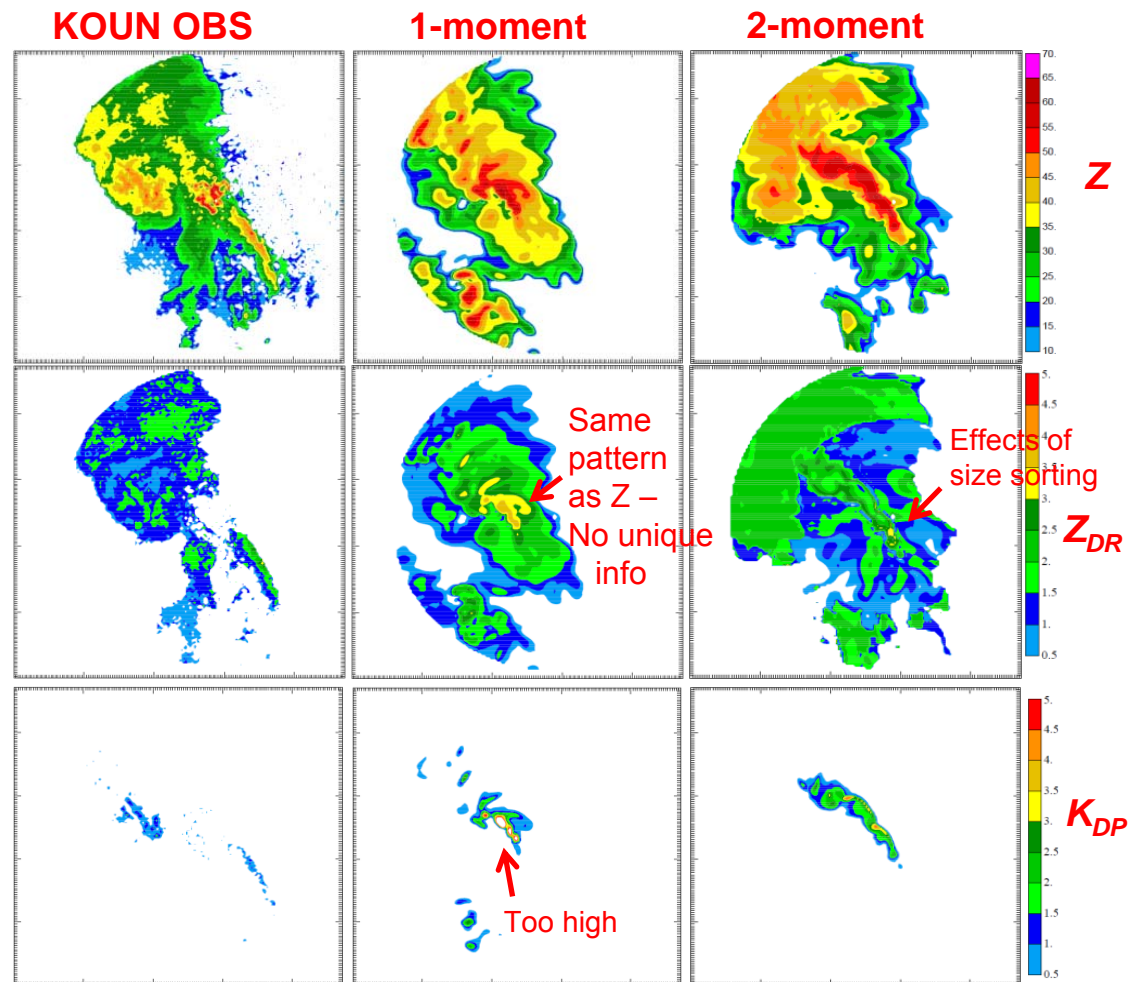 KOUN OBS
1-moment
2-moment
70.
65.
60.
55.
50.
45.
40.
35.
30.
25.
20.
15.
10.
Z
Same
pattern
as Z –
No unique
info
Effects of
size sorting
5.
4.5
4.
3.5
3.
2.5
2.
1.5
1.
0.5
ZDR
Too high
5.
4.5
4.
3.5
3.
2.5
2.
1.5
1.
0.5
KDP